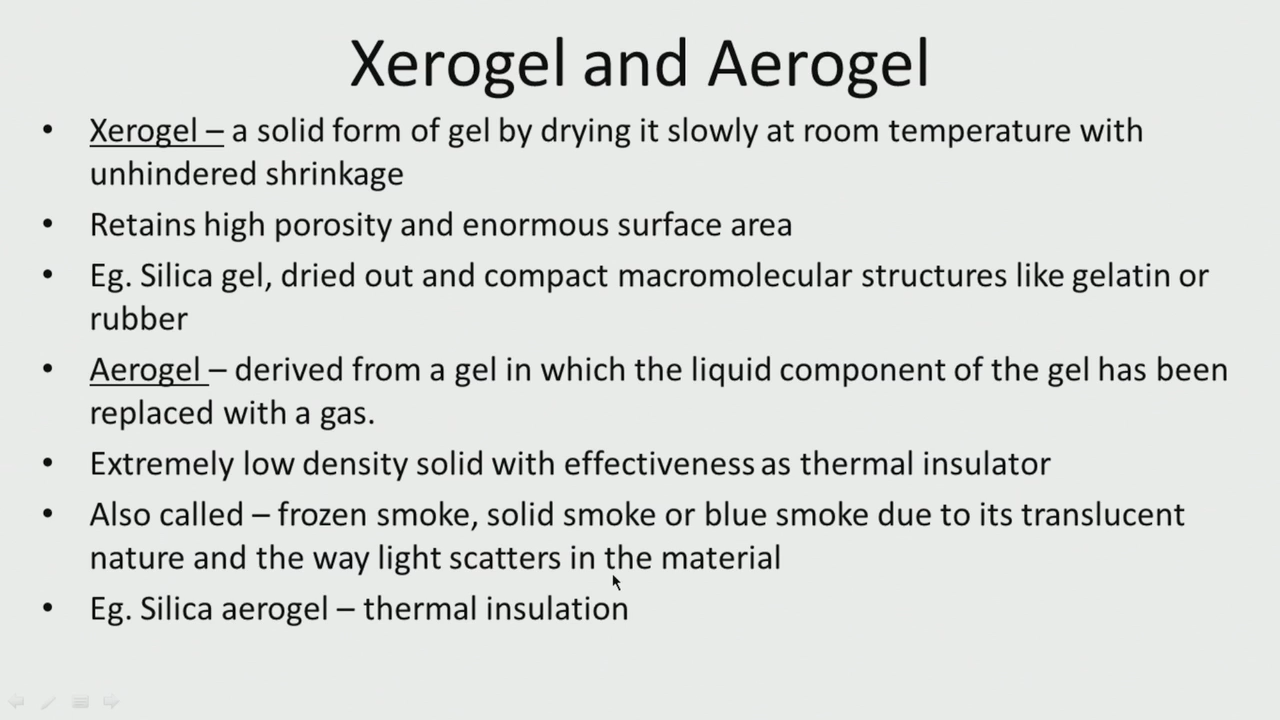 Xerogel and Aerogel
• Xerogel – a solid form of gel by drying it slowly at room temperature with
unhindered shrinkage
• Retains high porosity and enormous surface area
• Eg. Silica gel, dried out and compact macromolecular structures like gelatin or
rubber
• Aerogel – derived from a gel in which the liquid component of the gel has been
replaced with a gas.
• Extremely low density solid with effectiveness as thermal insulator
• Also called – frozen smoke, solid smoke or blue smoke due to its translucent
nature and the way light scatters in the material
• Eg. Silica aerogel – thermal insulation